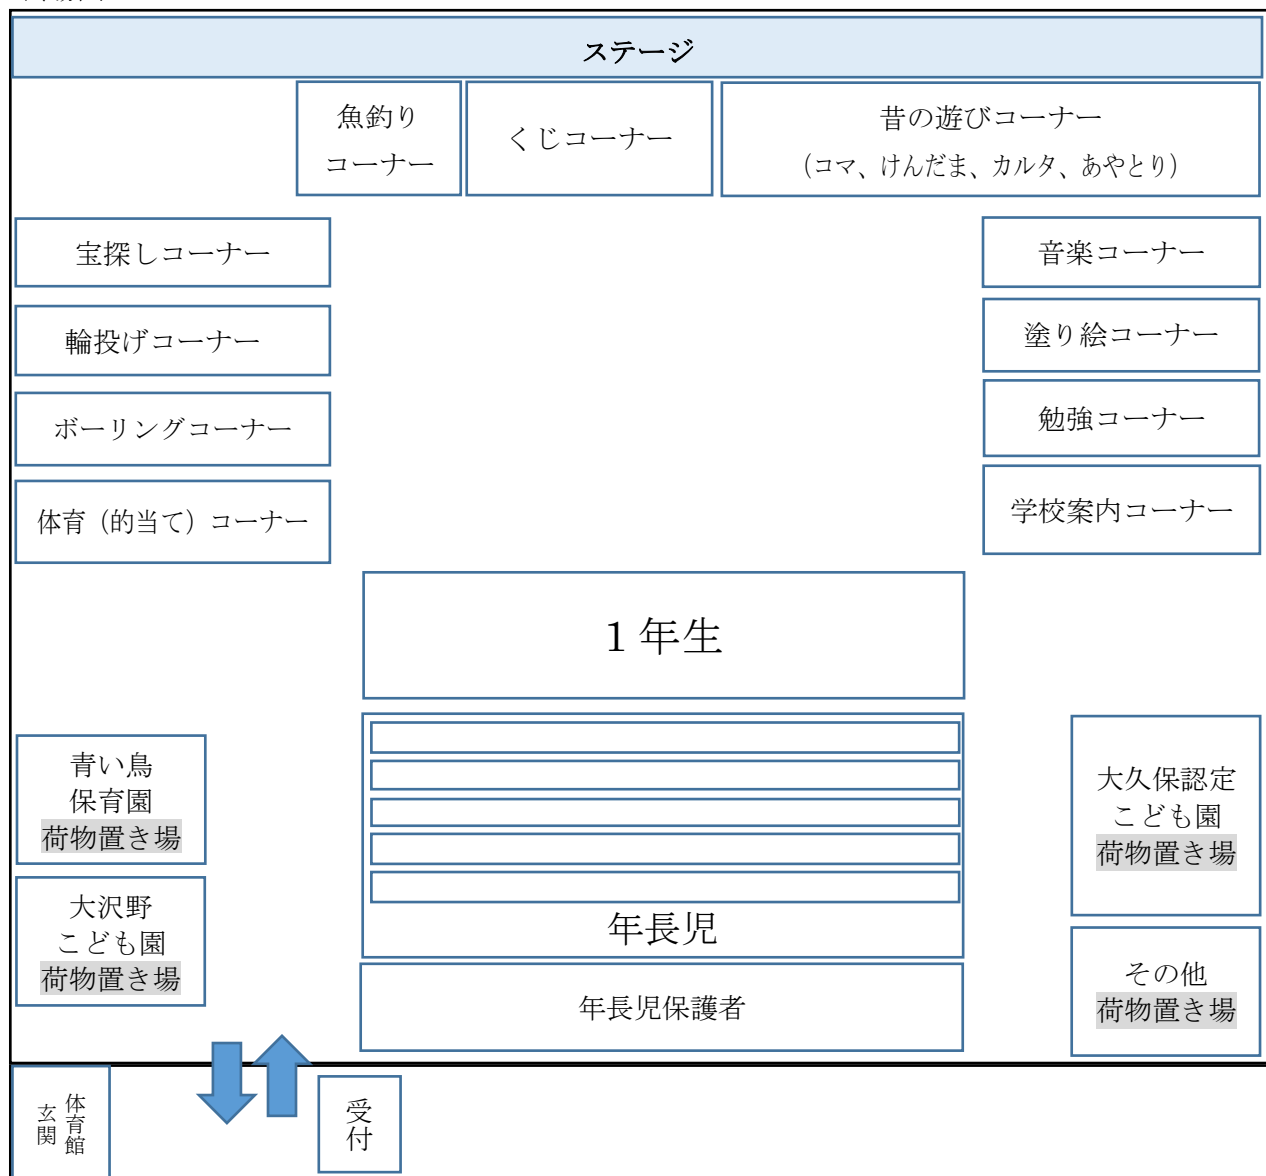 ステージ
魚釣り
コーナー
くじコーナー
昔の遊びコーナー
（コマ、けんだま、カルタ、あやとり）
宝探しコーナー
音楽コーナー
輪投げコーナー
塗り絵コーナー
ボーリングコーナー
勉強コーナー
体育（的当て）コーナー
学校案内コーナー
１年生
青い鳥
保育園
荷物置き場
大久保認定
こども園
荷物置き場
大沢野
こども園
荷物置き場
年長児
その他
荷物置き場
年長児保護者
体育館
玄関
受付